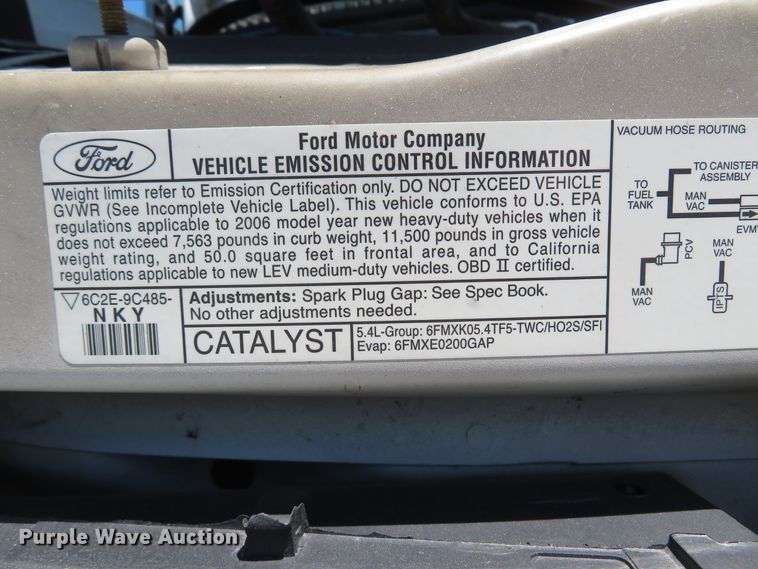 Ford
Ford Motor Company
VEHICLE EMISSION CONTROL INFORMATION
Weight limits refer to Emission Certification only. DO NOT EXCEED VEHICLE
GVWR (See Incomplete Vehicle Label). This vehicle conforms to U.S. EPA
regulations applicable to 2006 model year new heavy-duty vehicles when it
does not exceed 7,563 pounds in curb weight, 11,500 pounds in gross vehicle
weight rating, and 50.0 square feet in frontal area, and to California
regulations applicable to new LEV medium-duty vehicles. OBD II certified.
6C2E-9C485-
NKY
Adjustments: Spark Plug Gap: See Spec Book.
No other adjustments needed.
CATALYST
5.4L-Group: 6FMXK05.4TF5-TWC/HO2S/SFI
Evap: 6FMXE0200GAP
VACUUM HOSE ROUTING
TO CANISTER
ASSEMBLY
TO
FUEL
TANK
MAN
VAC
EVM
PCV
MAN
VAC
MAN
VAC
IPTS
Purple Wave Auction